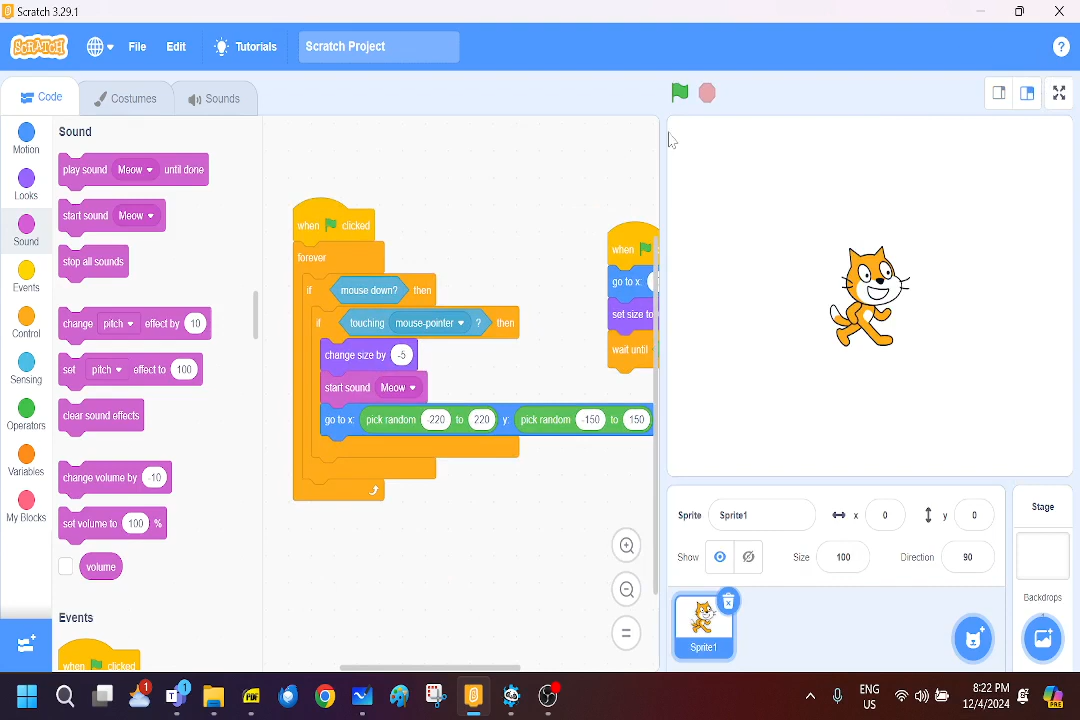 Scratch 3.29.1
SCRATCH
File
Edit
Tutorials
Scratch Project
?
Code
Costumes
Sounds
Motion
Looks
Sound
Events
Control
Sensing
Operators
Variables
My Blocks
Sound
play sound Meow until done
start sound Meow
stop all sounds
change pitch effect by 10
set pitch effect to 100
clear sound effects
change volume by -10
set volume to 100 %
volume
Events
when clicked
when clicked
forever
if mouse down? then
if touching mouse-pointer ? then
change size by -5
start sound Meow
go to x: pick random -220 to 220 y: pick random -150 to 150
when
go to x:
set size to
wait until
Sprite Sprite1
x 0
y 0
Show
Size 100
Direction 90
Sprite1
Stage
Backdrops
1
1
PDF
ENG
US
8:22 PM
12/4/2024
PRE